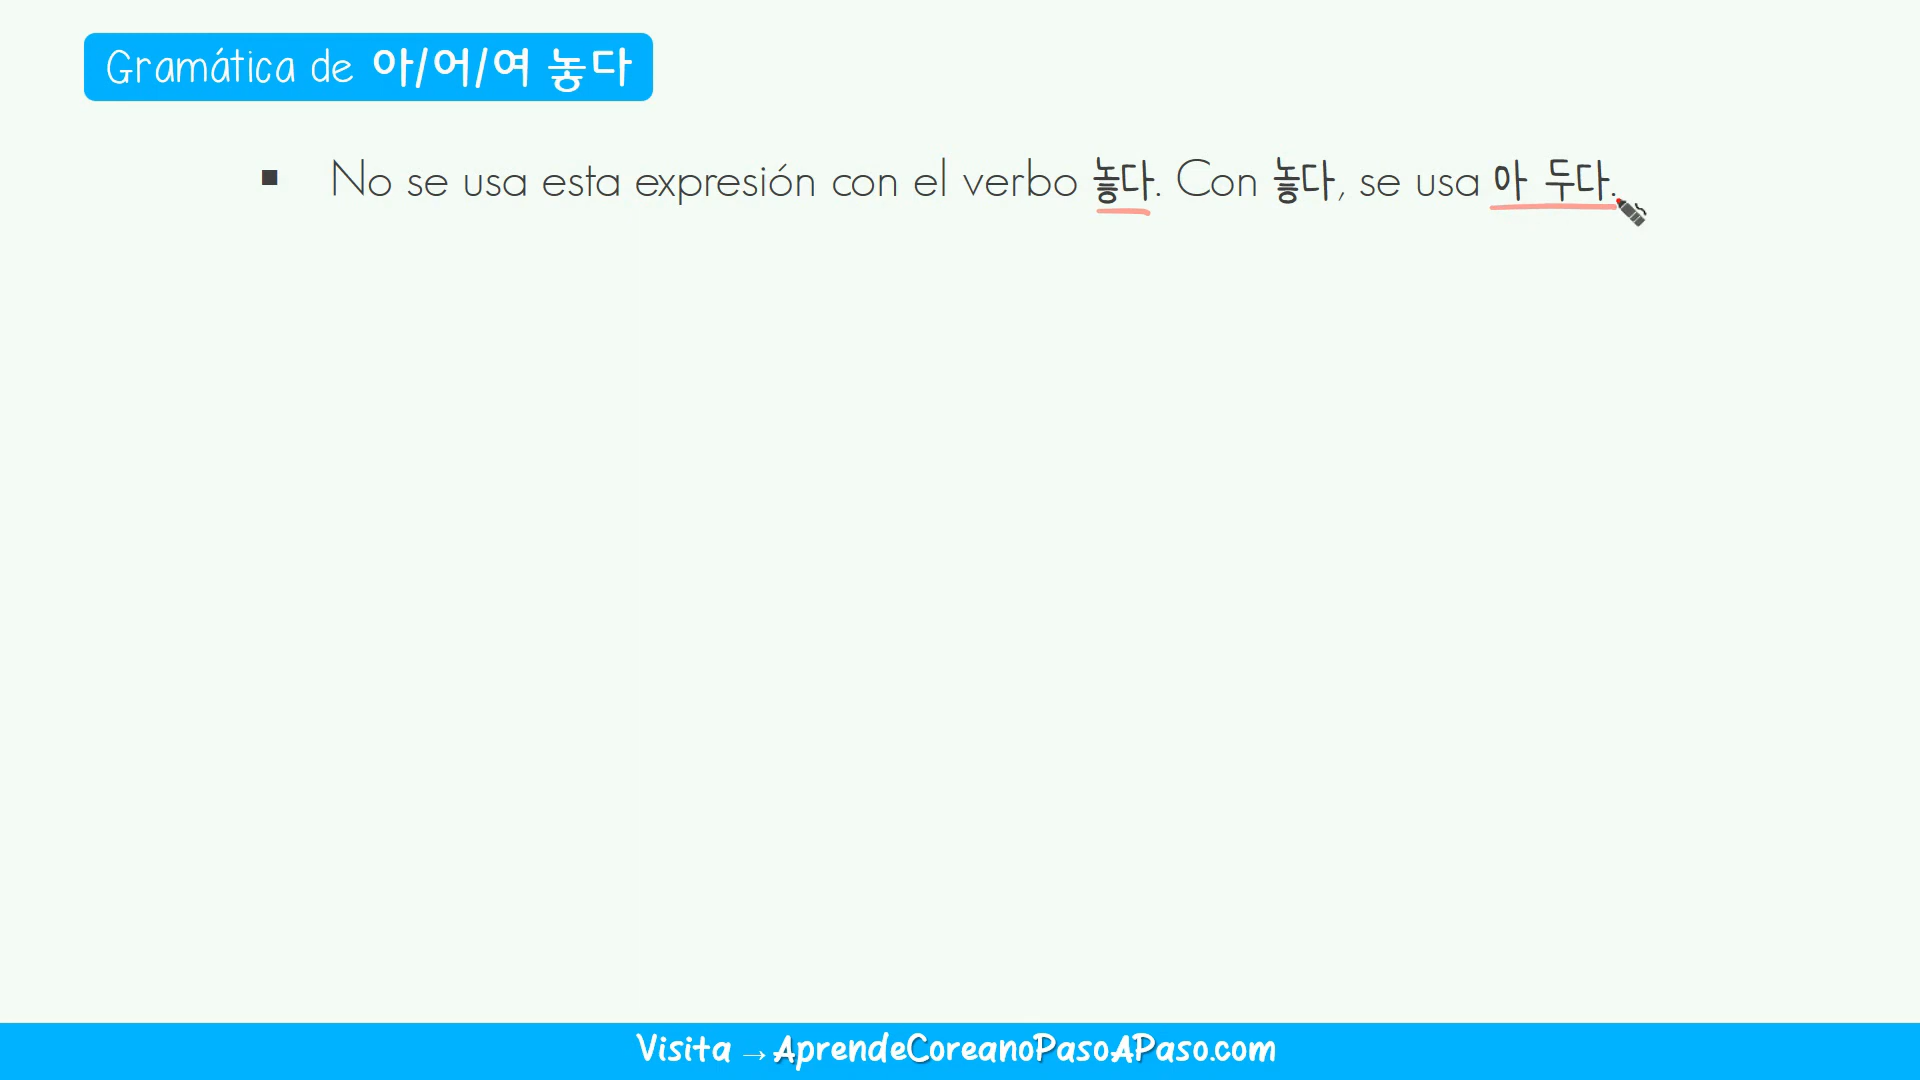 Gramática de 아/어/여 놓다
▪ No se usa esta expresión con el verbo 놓다. Con 놓다, se usa 아 두다.
Visita → AprendeCoreanoPasoAPaso.com